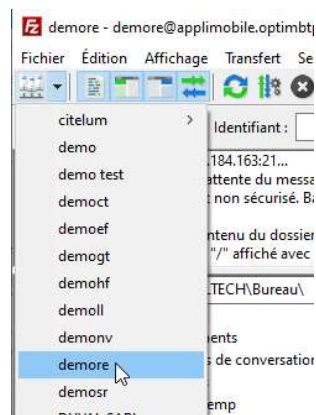 demore - demore@applimobile.optimbt
Fichier Édition Affichage Transfert Se
citelum > Identifiant :
demo
demo test .184.163:21...
attente du messa
democt non sécurisé. Ba
demoef
ntenu du dossier
demogt "/" affiché avec
demohf
.TECH\Bureau\
demoll
demonv ents
demore s de conversation
demosr
emp